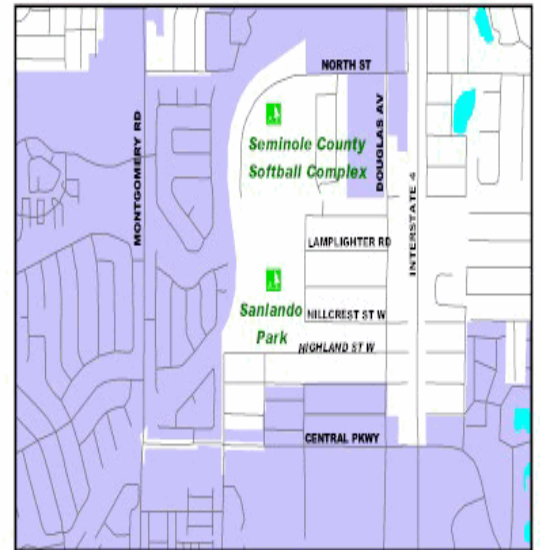 NORTH ST
MONTGOMERY RD
DOUGLAS AV
INTERSTATE 4
Seminole County
Softball Complex
LAMPLIGHTER RD
Sanlando
Park
HILLCREST ST W
HIGHLAND ST W
CENTRAL PKWY